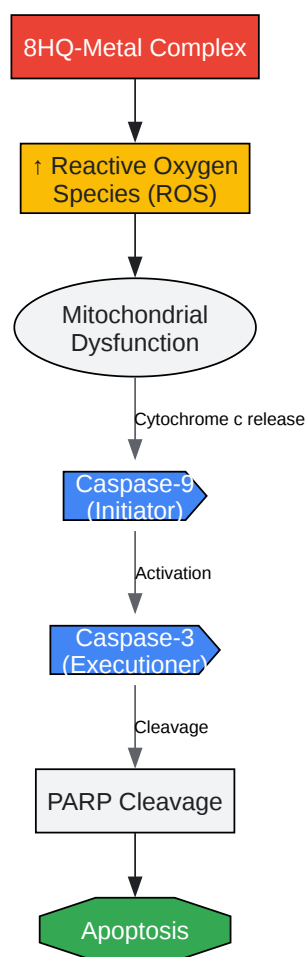 8HQ-Metal Complex
↑ Reactive Oxygen
Species (ROS)
Mitochondrial
Dysfunction
Cytochrome c release
Caspase-9
(Initiator)
Activation
Caspase-3
(Executioner)
Cleavage
PARP Cleavage
Apoptosis